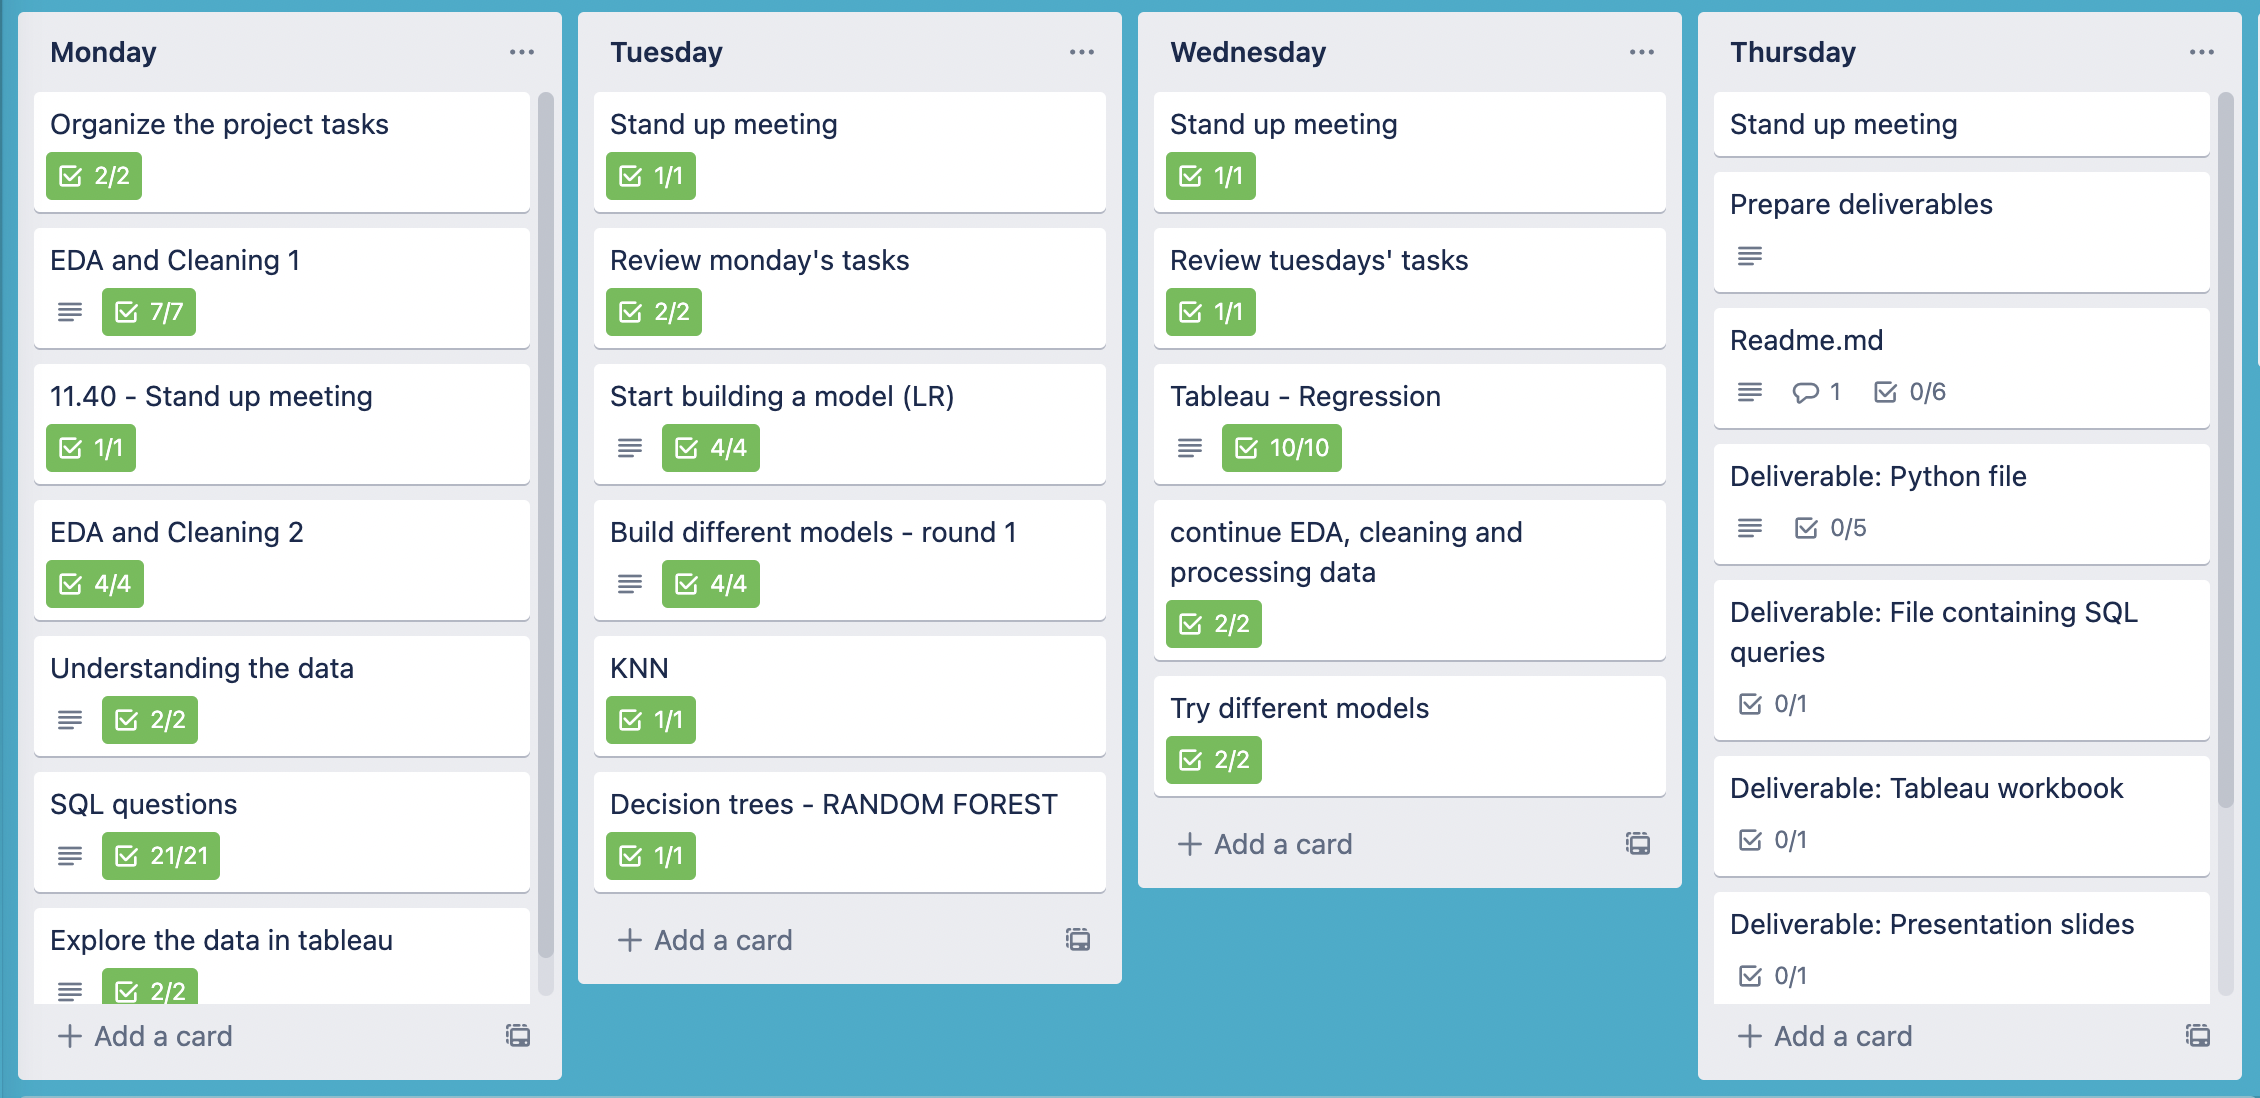 Monday
Organize the project tasks
2/2
EDA and Cleaning 1
7/7
11.40 - Stand up meeting
1/1
EDA and Cleaning 2
4/4
Understanding the data
2/2
SQL questions
21/21
Explore the data in tableau
2/2
Add a card
Tuesday
Stand up meeting
1/1
Review monday's tasks
2/2
Start building a model (LR)
4/4
Build different models - round 1
4/4
KNN
1/1
Decision trees - RANDOM FOREST
1/1
Add a card
Wednesday
Stand up meeting
1/1
Review tuesdays' tasks
1/1
Tableau - Regression
10/10
continue EDA, cleaning and
processing data
2/2
Try different models
2/2
Add a card
Thursday
Stand up meeting
Prepare deliverables
Readme.md
1 0/6
Deliverable: Python file
0/5
Deliverable: File containing SQL
queries
0/1
Deliverable: Tableau workbook
0/1
Deliverable: Presentation slides
0/1
Add a card